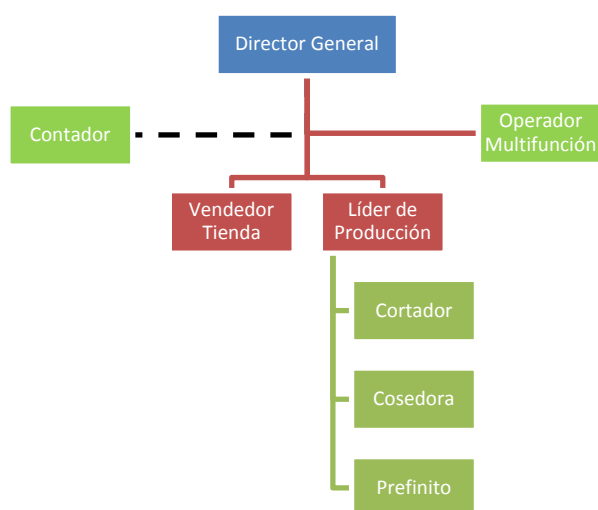 Director General
Contador
Operador
Multifunción
Vendedor
Tienda
Líder de
Producción
Cortador
Cosedora
Prefinito